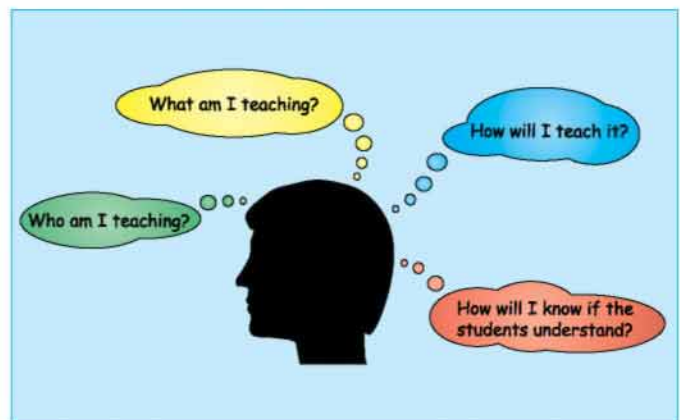 What am I teaching?
How will I teach it?
Who am I teaching?
How will I know if the
students understand?